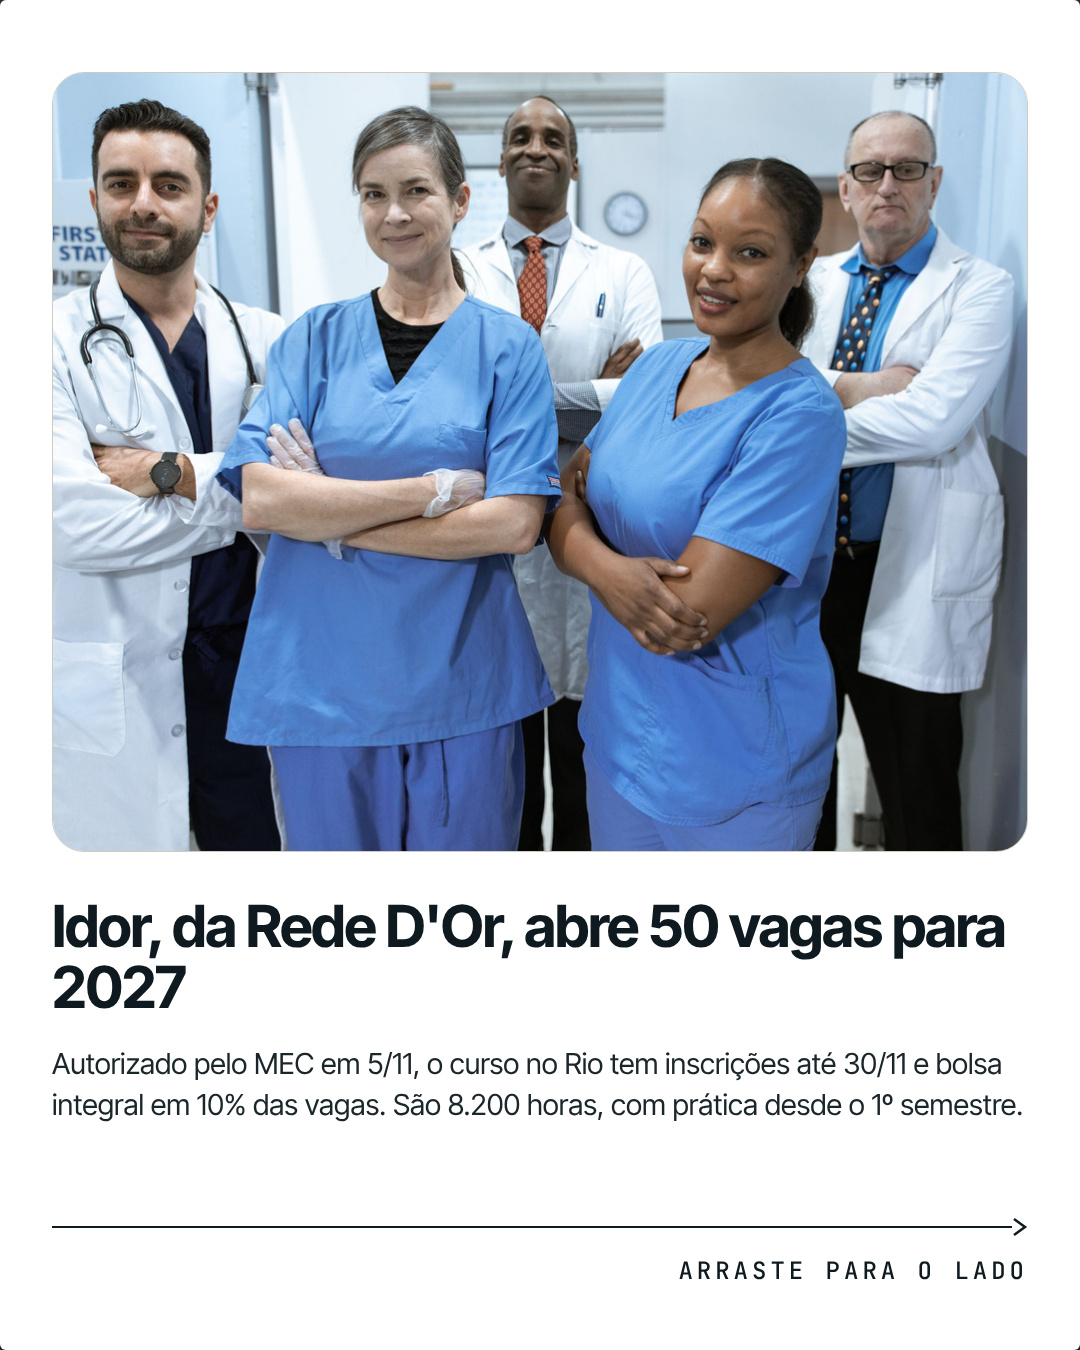 FIRS
STAT
Idor, da Rede D'Or, abre 50 vagas para
2027
Autorizado pelo MEC em 5/11, o curso no Rio tem inscrições até 30/11 e bolsa
integral em 10% das vagas. São 8.200 horas, com prática desde o 1º semestre.
ARRASTE PARA O LADO